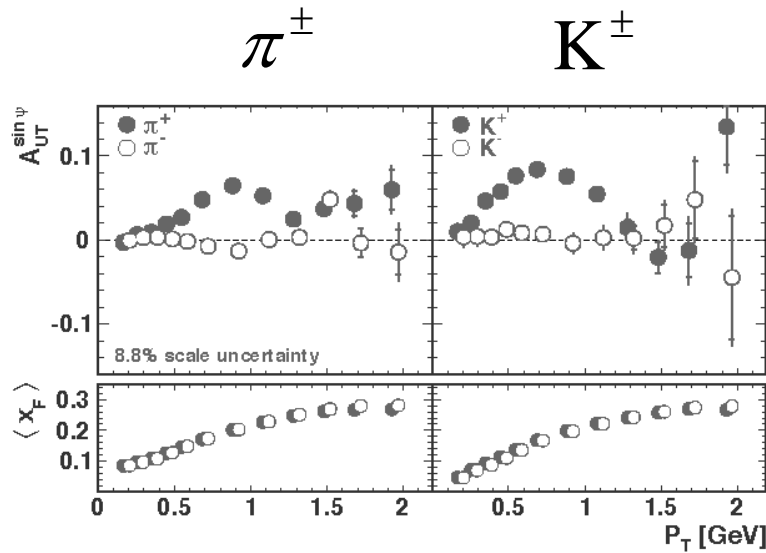 π± K±
A_UT^{sin ψ}
0.1
0
-0.1
π+
π-
K+
K-
8.8% scale uncertainty
⟨ x_F ⟩
0.3
0.2
0.1
0 0.5 1 1.5 2 0.5 1 1.5 2
P_T [GeV]